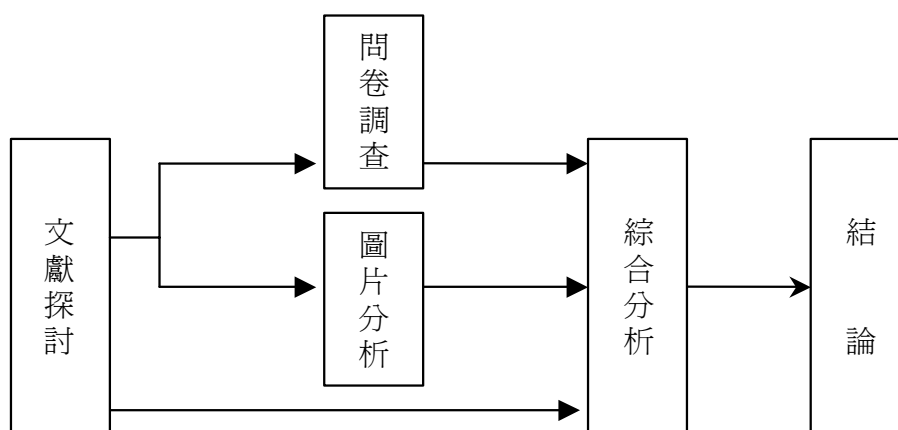 文獻探討
問卷調查
圖片分析
綜合分析
結論